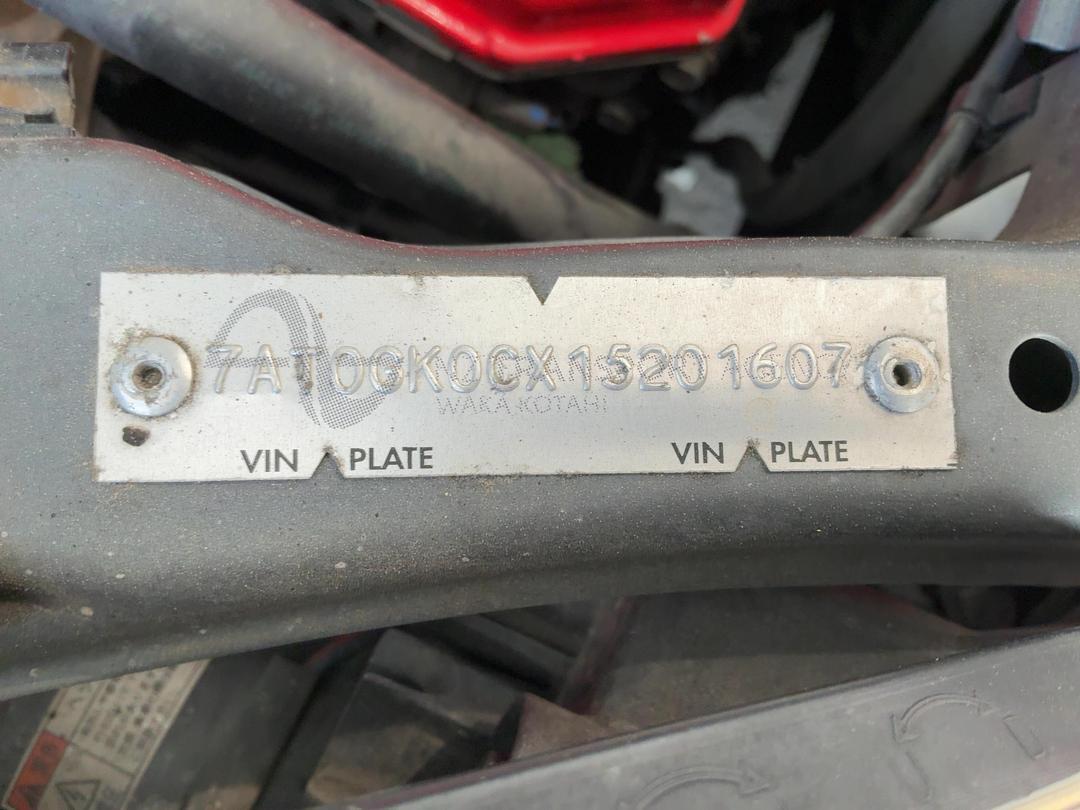 7AT0GK0CX15201607
WAKA KOTAHI
VIN PLATE VIN PLATE